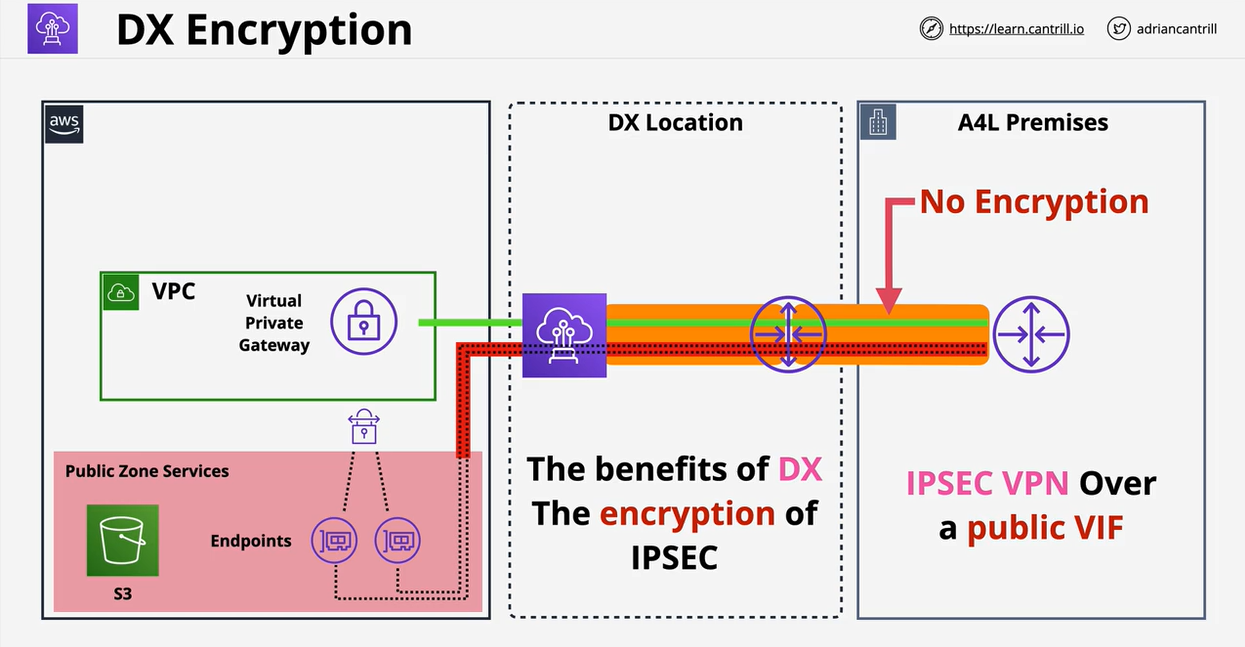 DX Encryption
https://learn.cantrill.io
adriancantrill
aws
DX Location
A4L Premises
No Encryption
VPC
Virtual
Private
Gateway
Public Zone Services
Endpoints
S3
The benefits of DX
The encryption of
IPSEC
IPSEC VPN Over
a public VIF